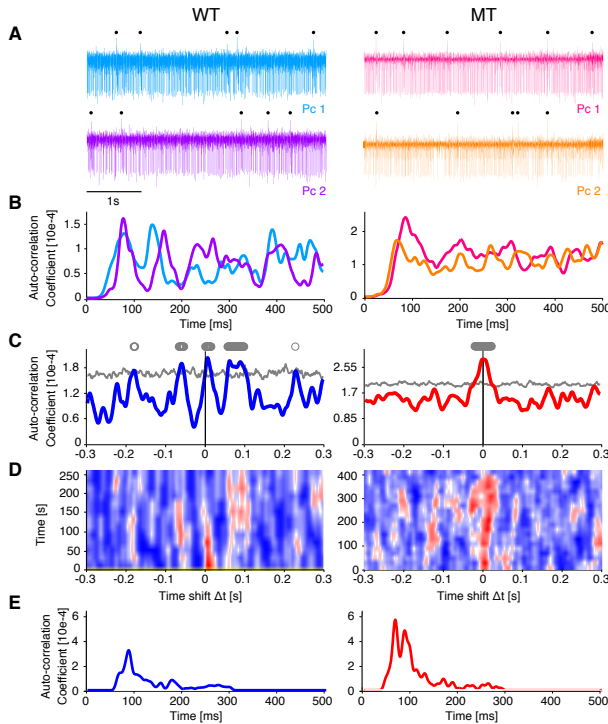 WT MT
A
Pc 1 Pc 1
Pc 2 Pc 2
1s
B
Auto-correlation
Coefficient [10e-4]
1.5
1
0.5
0
2
1
0
0 100 200 300 400 500 0 100 200 300 400 500
Time [ms] Time [ms]
C
Auto-correlation
Coefficient [10e-4]
1.8
1.2
0.6
0
2.55
1.7
0.85
0
-0.3 -0.2 -0.1 0 0.1 0.2 0.3 -0.3 -0.2 -0.1 0 0.1 0.2 0.3
D
Time [s]
250
200
150
100
50
0
400
300
200
100
0
-0.3 -0.2 -0.1 0 0.1 0.2 0.3 -0.3 -0.2 -0.1 0 0.1 0.2 0.3
Time shift Δt [s] Time shift Δt [s]
E
Auto-correlation
Coefficient [10e-4]
6
4
2
0
6
4
2
0
0 100 200 300 400 500 0 100 200 300 400 500
Time [ms] Time [ms]